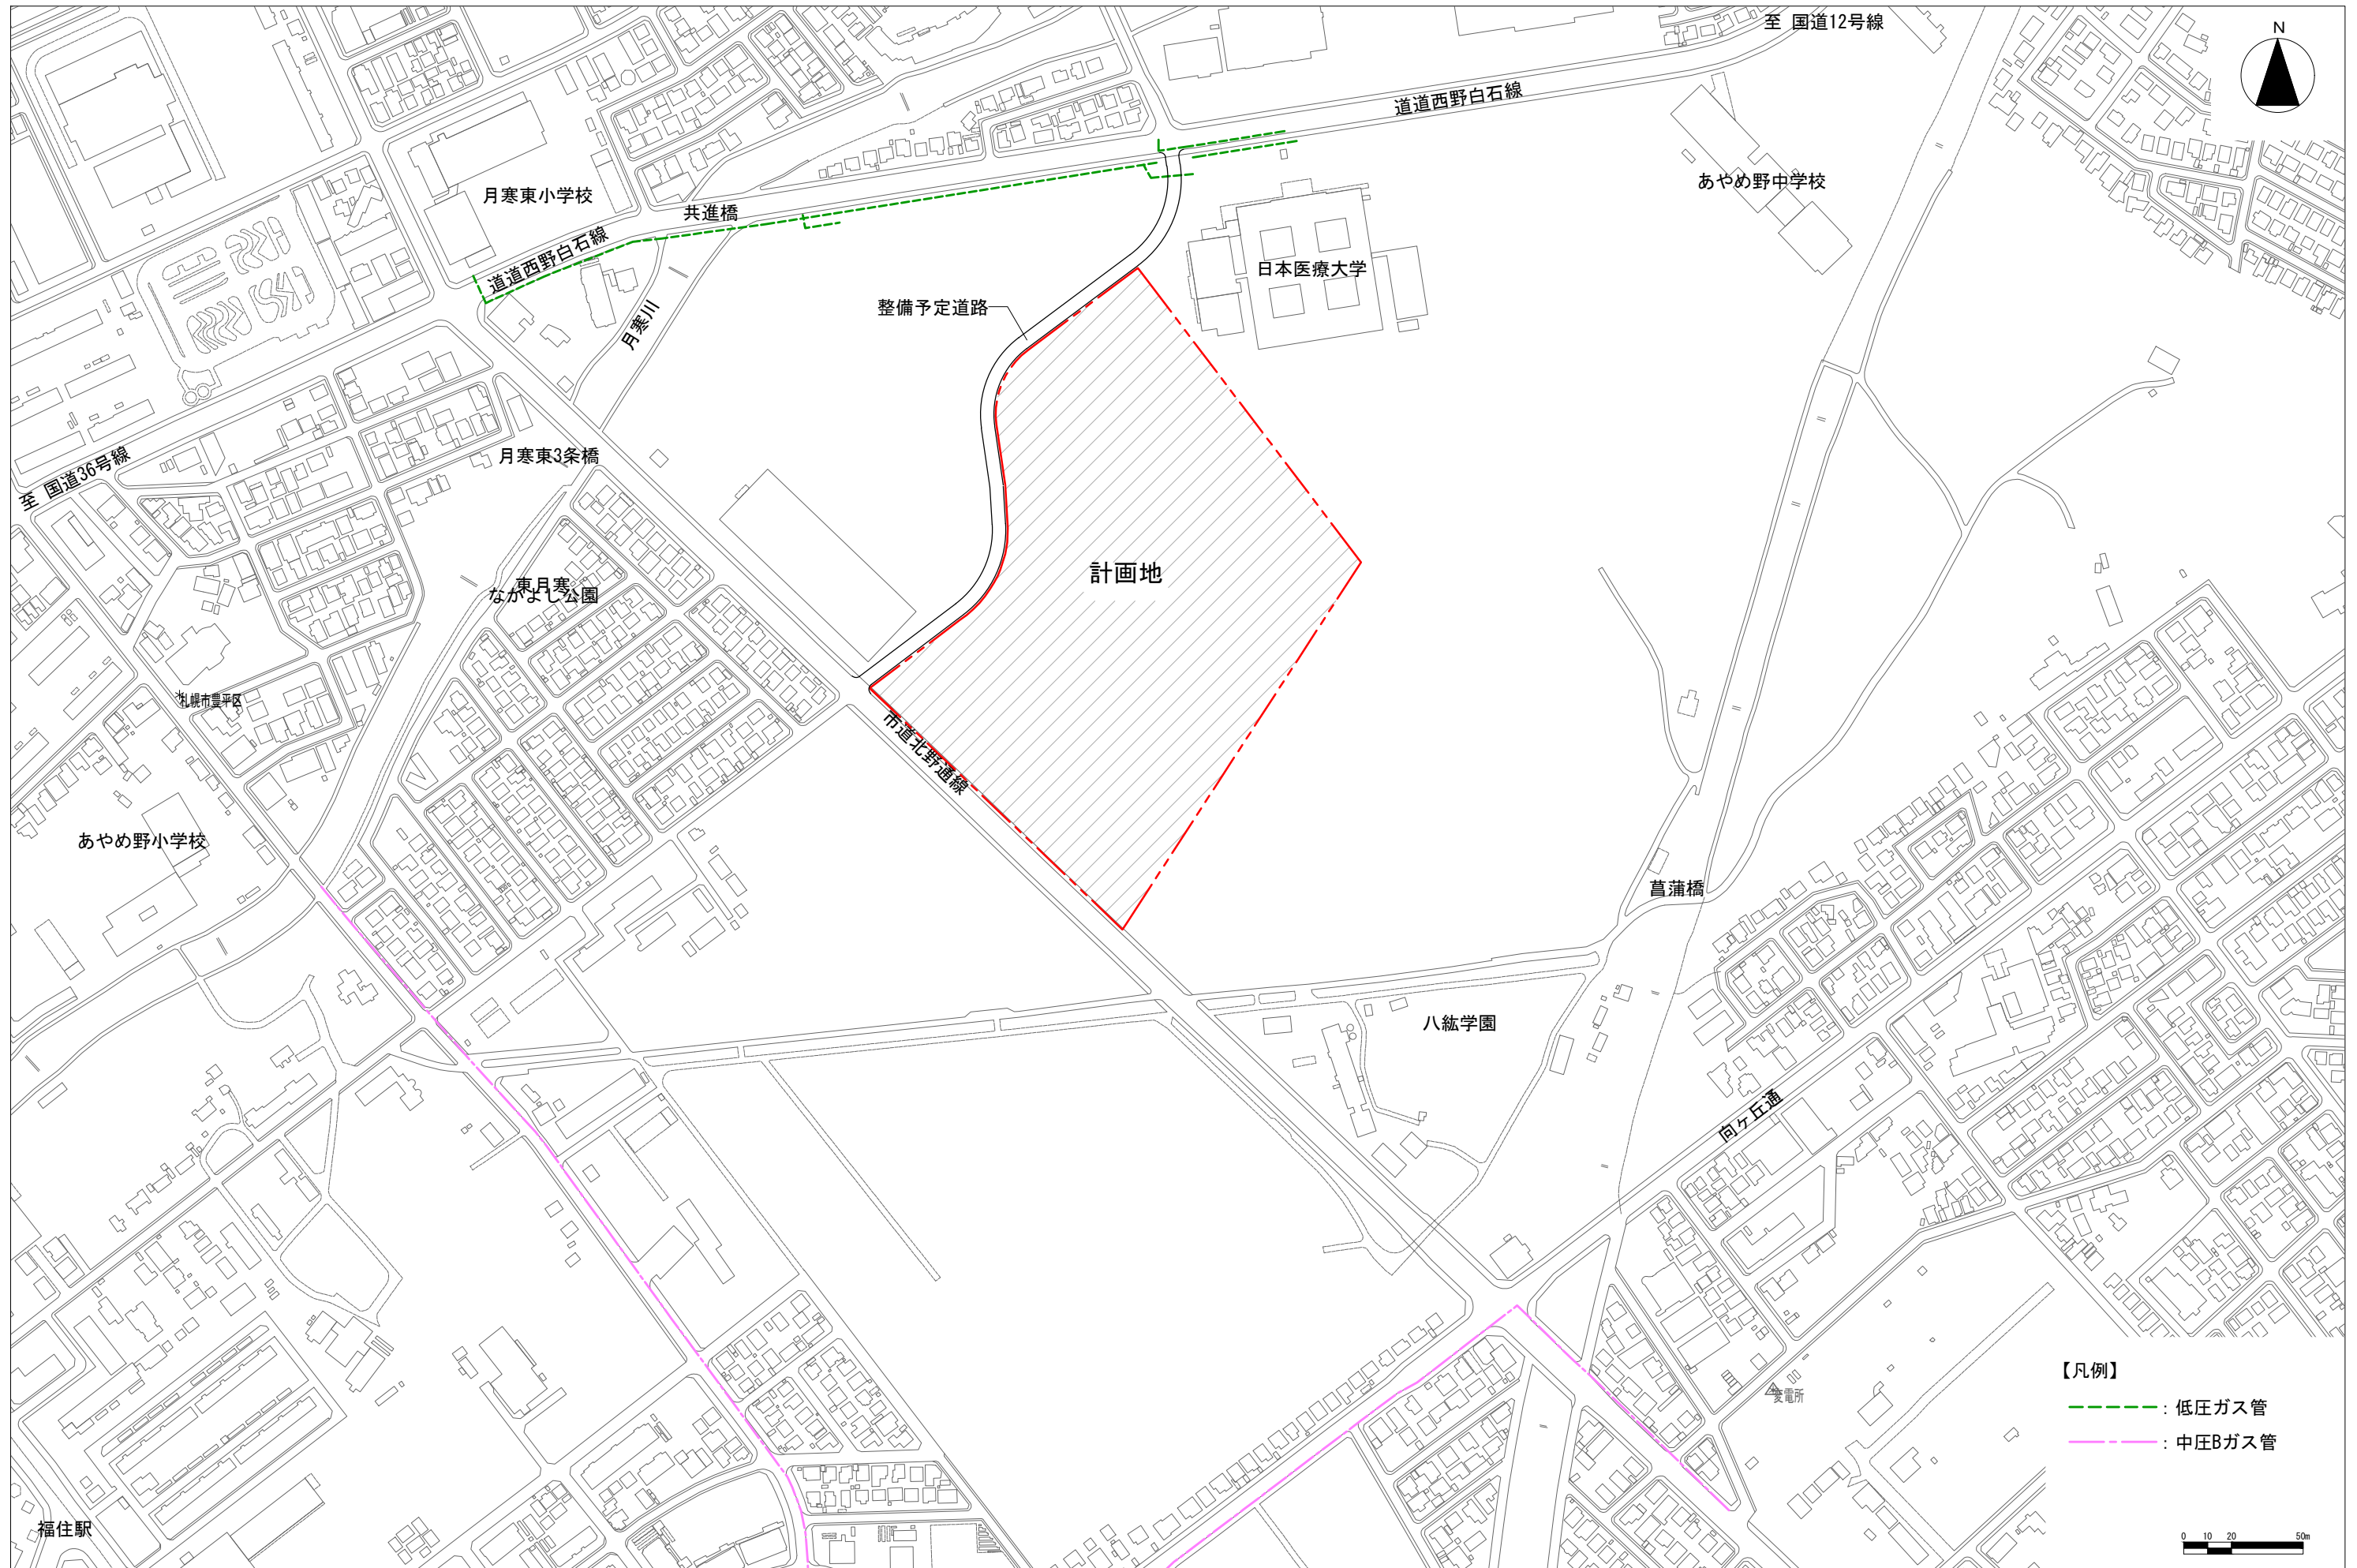 至 国道12号線
N
道道西野白石線
あやめ野中学校
月寒東小学校
共進橋
道道西野白石線
日本医療大学
整備予定道路
月寒川
月寒東3条橋
至 国道36号線
計画地
東月寒
なかよし公園
札幌市豊平区
市道北野通線
あやめ野小学校
菖蒲橋
八紘学園
向ヶ丘通
変電所
福住駅
【凡例】
：低圧ガス管
：中圧Bガス管
0 10 20 50m